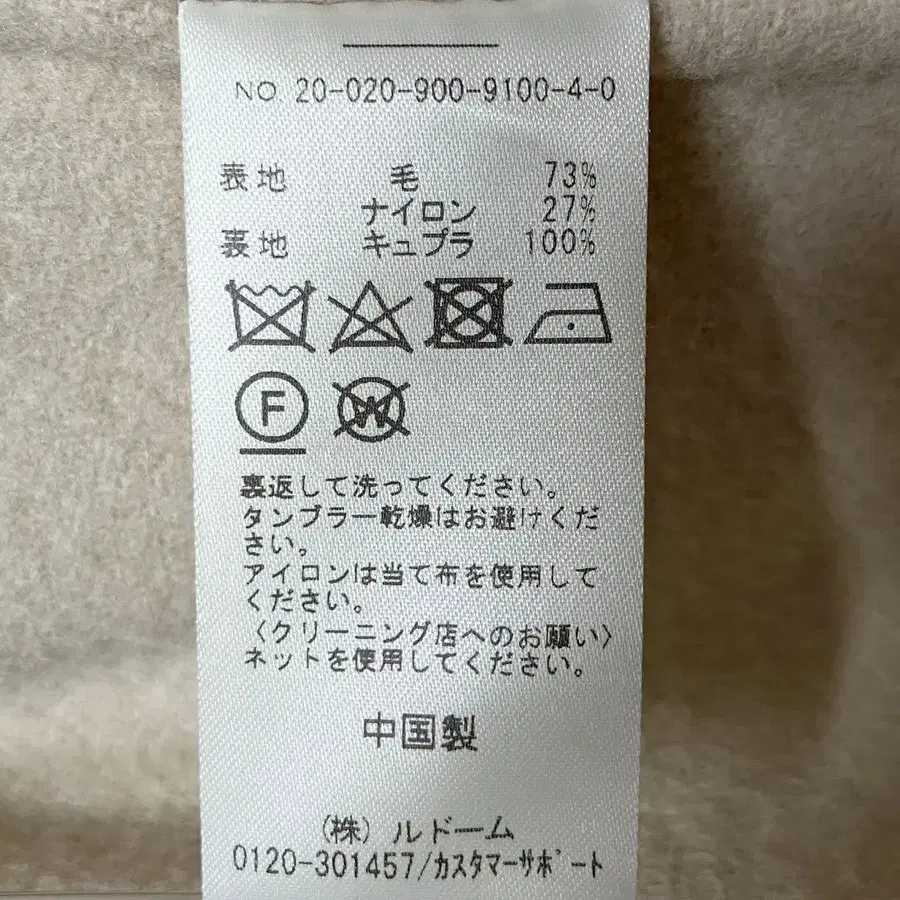 NO. 20-020-900-9100-4-0
表地 毛 73%
ナイロン 27%
裏地 キュプラ 100%
F
W
裏返して洗ってください。
タンブラー乾燥はお避けくだ
さい。
アイロンは当て布を使用して
ください。
〈クリーニング店へのお願い〉
ネットを使用してください。
中国製
(株) ルドーム
0120-301457/カスタマーサポート